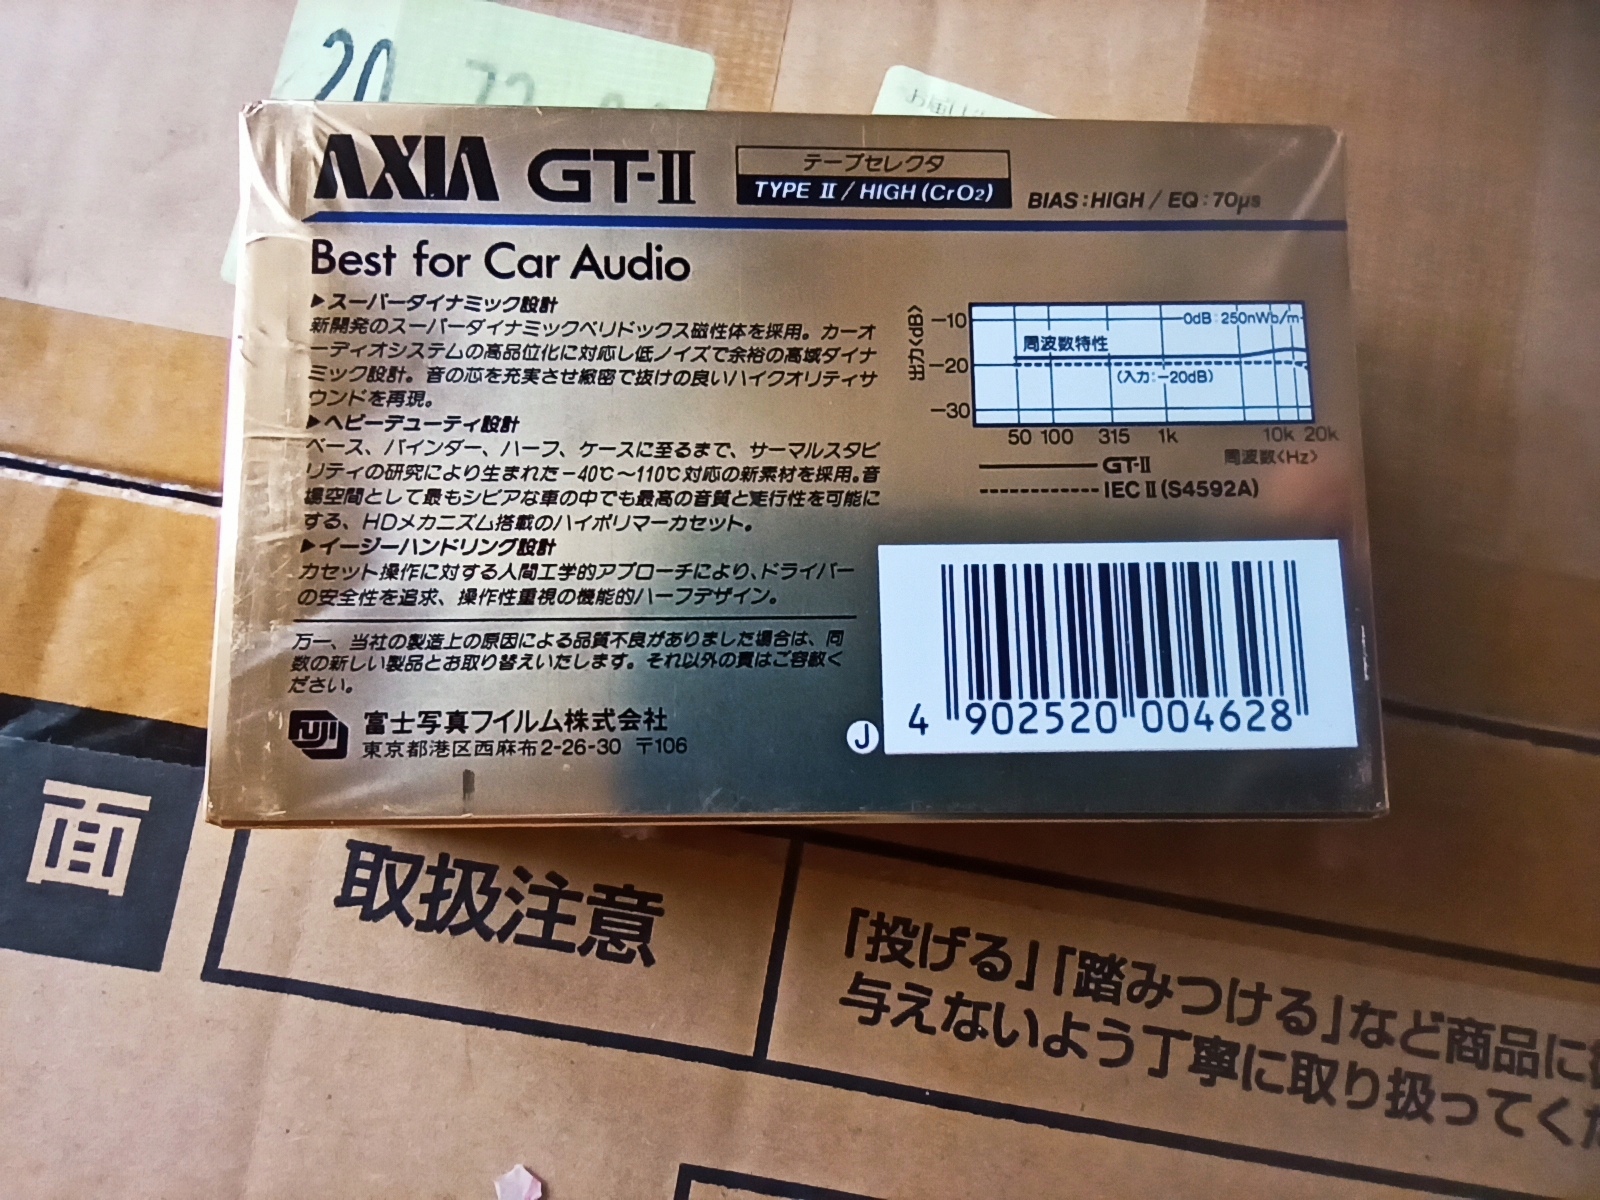 20
AXIA GT-II
テープセレクタ
TYPE II / HIGH (CrO2)
BIAS : HIGH / EQ : 70μs
Best for Car Audio
▶スーパーダイナミック設計
新開発のスーパーダイナミックベリドックス磁性体を採用。カーオ
ーディオシステムの高品位化に対応し低ノイズで余裕の高域ダイナ
ミック設計。音の芯を充実させ緻密で抜けの良いハイクオリティサ
ウンドを再現。
▶ヘビーデューティ設計
ベース、バインダー、ハーフ、ケースに至るまで、サーマルスタビ
リティの研究により生まれた−40℃〜110℃対応の新素材を採用。音
場空間として最もシビアな車の中でも最高の音質と走行性を可能に
する、HDメカニズム搭載のハイポリマーカセット。
▶イージーハンドリング設計
カセット操作に対する人間工学的アプローチにより、ドライバー
の安全性を追求、操作性重視の機能的ハーフデザイン。
万一、当社の製造上の原因による品質不良がありました場合は、同
数の新しい製品とお取り替えいたします。それ以外の責はご容赦く
ださい。
FUJI 富士写真フイルム株式会社
東京都港区西麻布2-26-30 〒106
出力<dB>
−10
−20
−30
0dB : 250nWb/m
周波数特性
(入力:−20dB)
50 100 315 1k 10k 20k
周波数<Hz>
GT-II
IEC II (S4592A)
J
4 902520 004628
面
取扱注意
「投げる」「踏みつける」など商品に
与えないよう丁寧に取り扱ってくだ